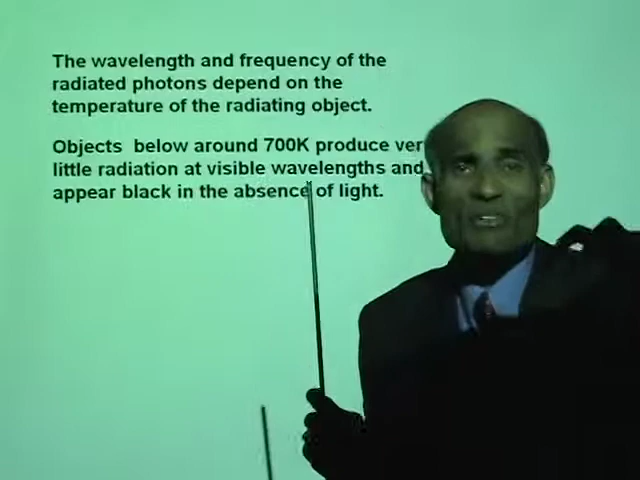 The wavelength and frequency of the
radiated photons depend on the
temperature of the radiating object.
Objects below around 700K produce ver
little radiation at visible wavelengths and
appear black in the absence of light.